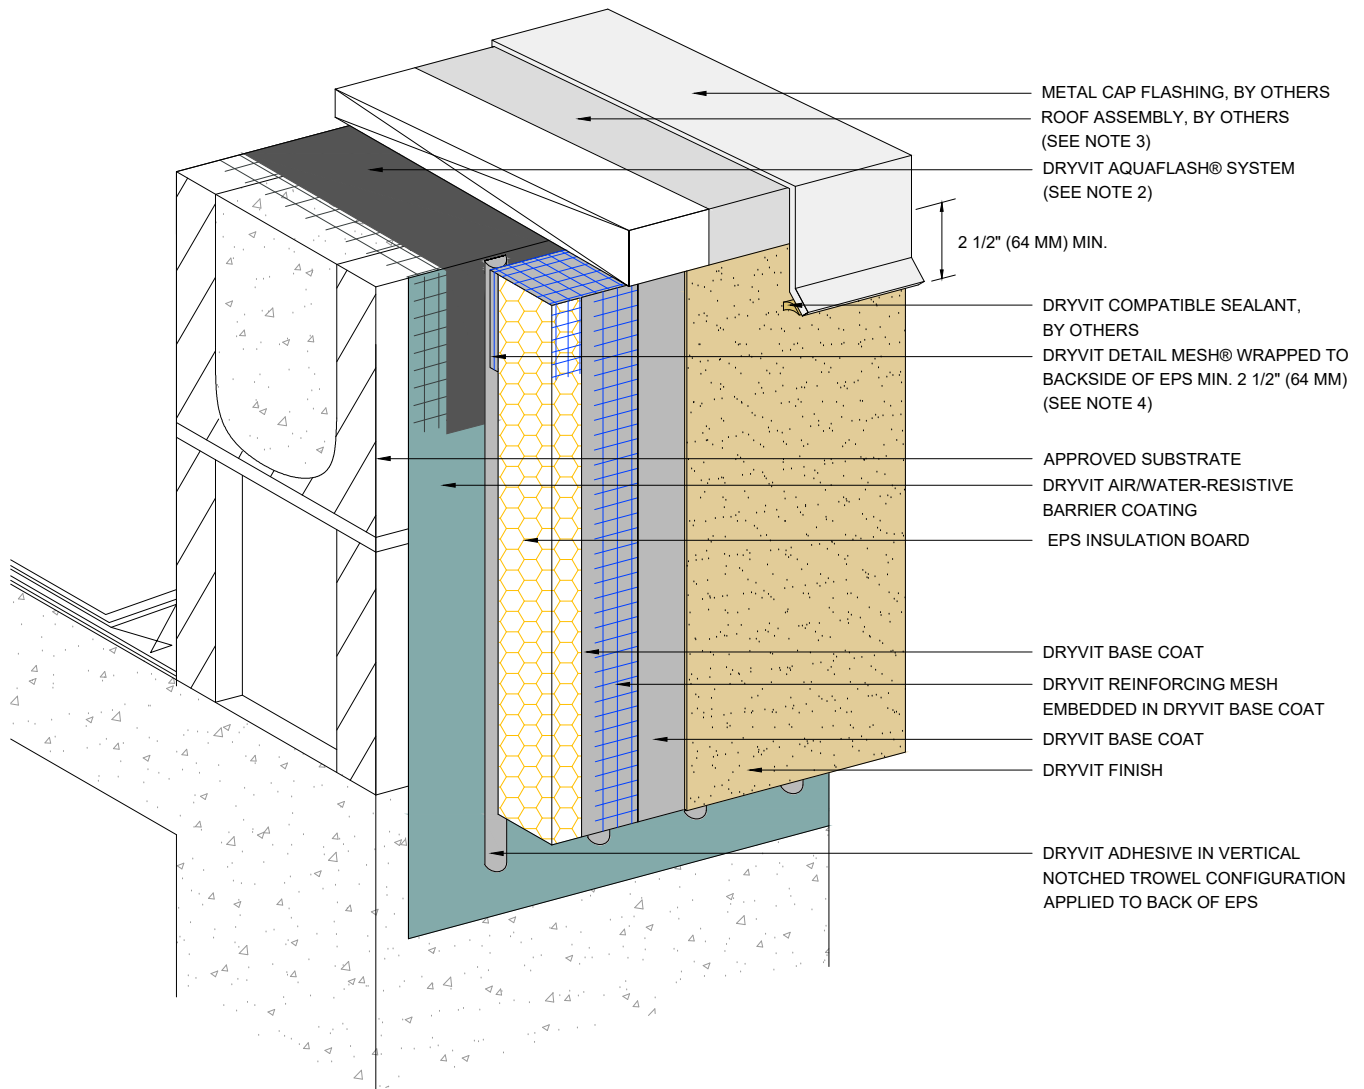 METAL CAP FLASHING, BY OTHERS
ROOF ASSEMBLY, BY OTHERS
(SEE NOTE 3)
DRYVIT AQUAFLASH® SYSTEM
(SEE NOTE 2)
2 1/2" (64 MM) MIN.
DRYVIT COMPATIBLE SEALANT,
BY OTHERS
DRYVIT DETAIL MESH® WRAPPED TO
BACKSIDE OF EPS MIN. 2 1/2" (64 MM)
(SEE NOTE 4)
APPROVED SUBSTRATE
DRYVIT AIR/WATER-RESISTIVE
BARRIER COATING
EPS INSULATION BOARD
DRYVIT BASE COAT
DRYVIT REINFORCING MESH
EMBEDDED IN DRYVIT BASE COAT
DRYVIT BASE COAT
DRYVIT FINISH
DRYVIT ADHESIVE IN VERTICAL
NOTCHED TROWEL CONFIGURATION
APPLIED TO BACK OF EPS